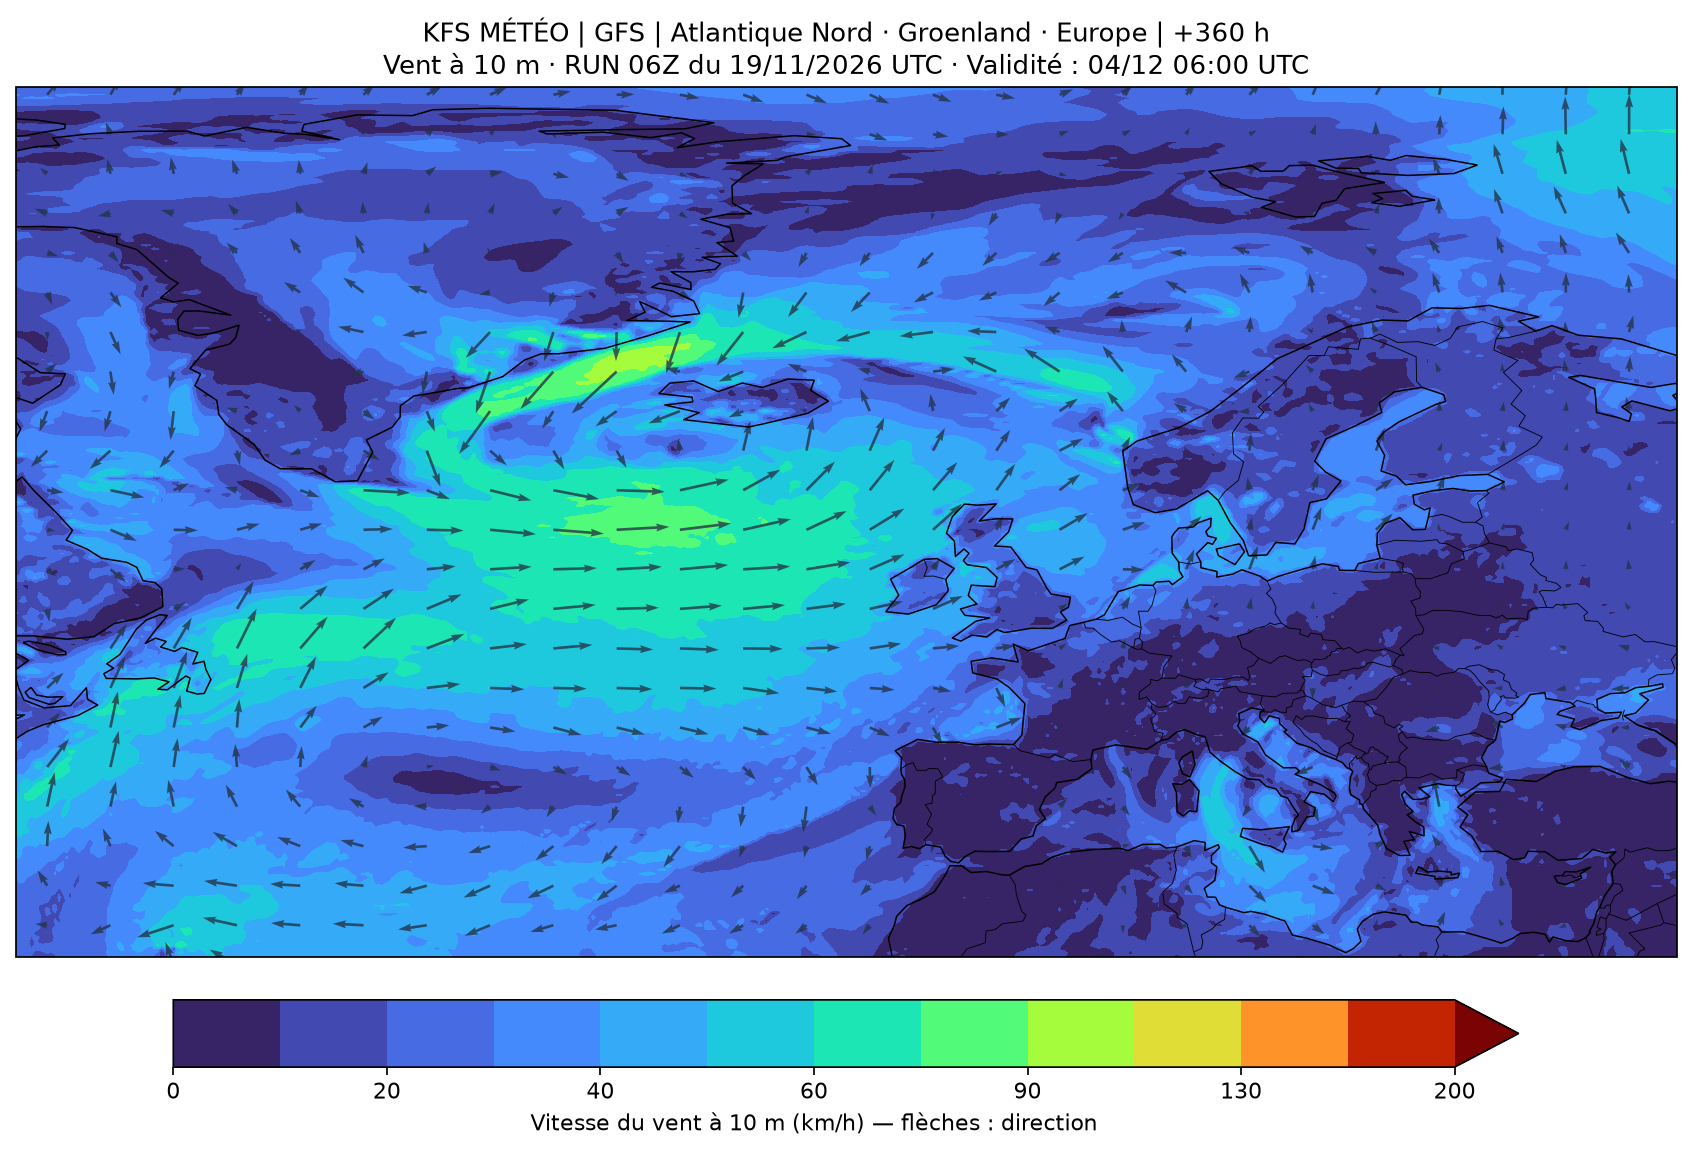 KFS MÉTÉO | GFS | Atlantique Nord · Groenland · Europe | +360 h
Vent à 10 m · RUN 06Z du 19/11/2026 UTC · Validité : 04/12 06:00 UTC
0 20 40 60 90 130 200
Vitesse du vent à 10 m (km/h) — flèches : direction